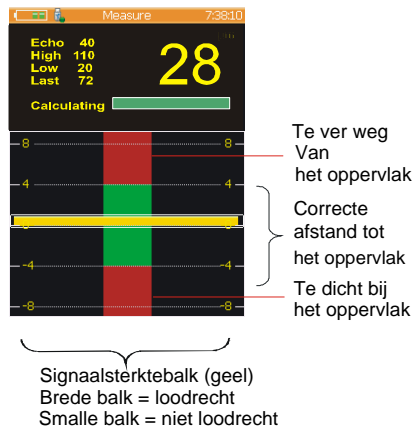 Measure 7:38:10
Echo 40
High 110
Low 20
Last 72
28
Calculating
8 8
4 4
0 0
-4 -4
-8 -8
Te ver weg
Van
het oppervlak
Correcte
afstand tot
het oppervlak
Te dicht bij
het oppervlak
Signaalsterktebalk (geel)
Brede balk = loodrecht
Smalle balk = niet loodrecht